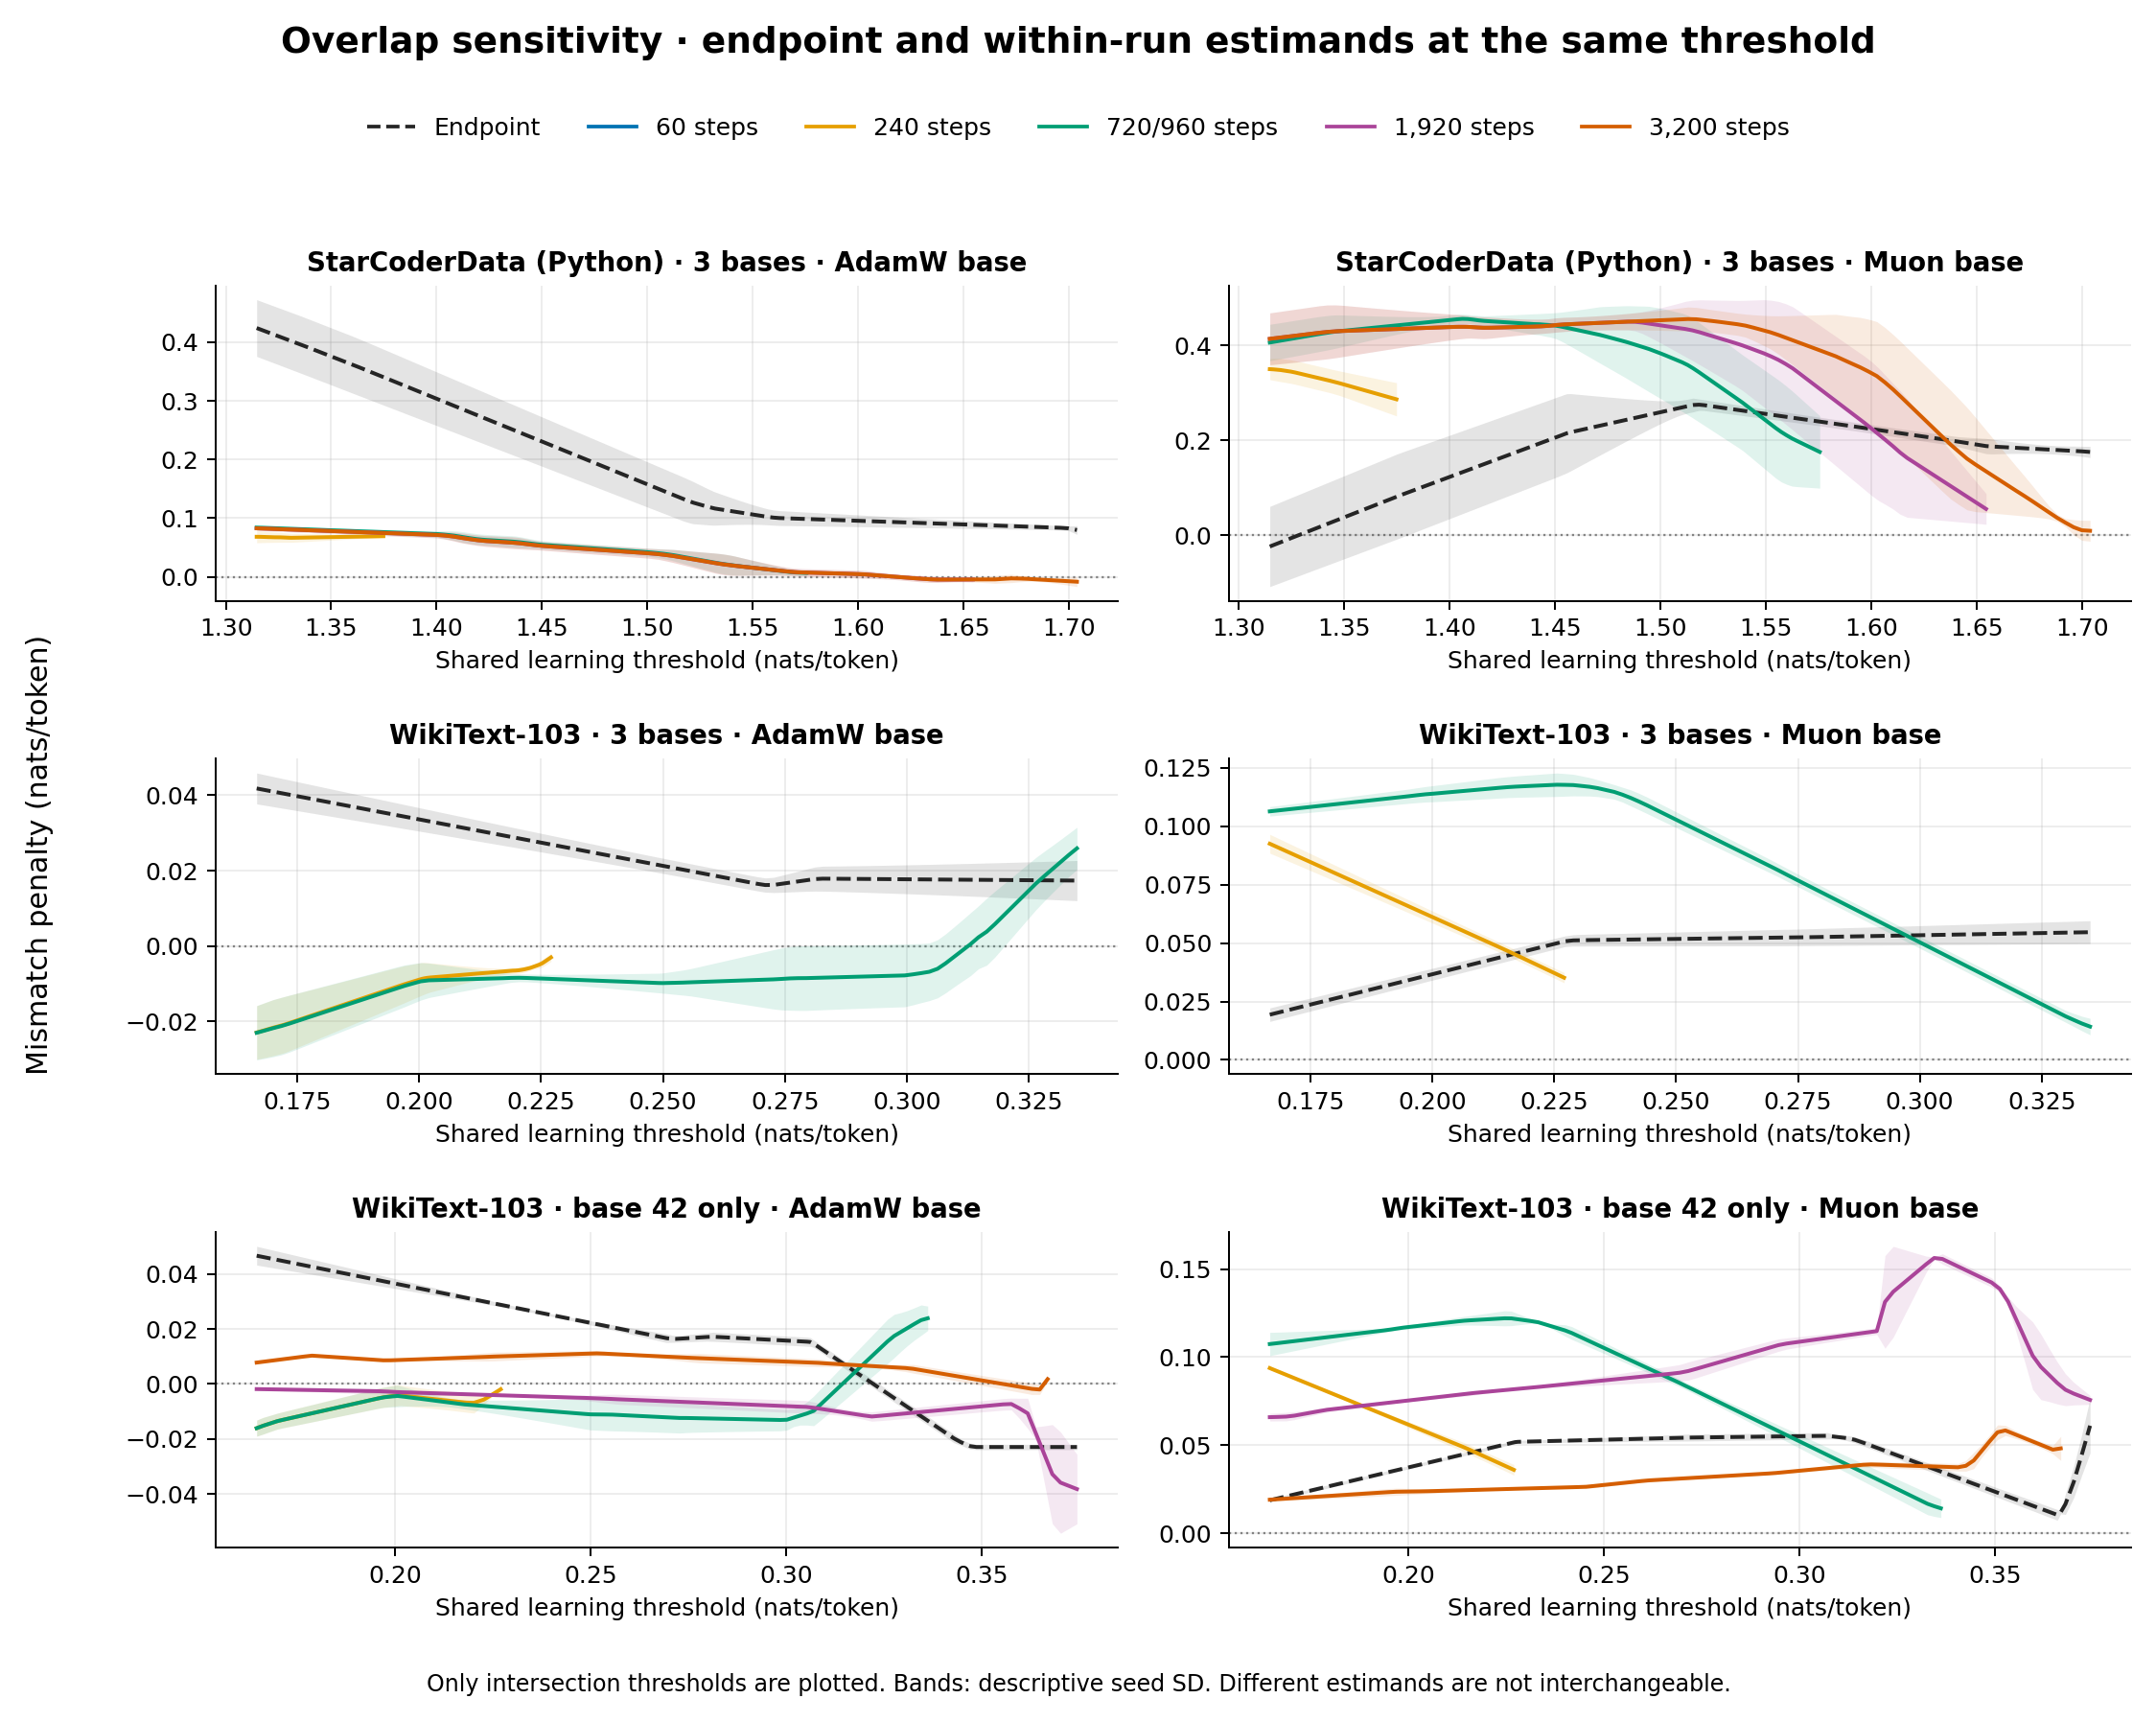 Overlap sensitivity · endpoint and within-run estimands at the same threshold
Endpoint 60 steps 240 steps 720/960 steps 1,920 steps 3,200 steps
Mismatch penalty (nats/token)
StarCoderData (Python) · 3 bases · AdamW base
0.4
0.3
0.2
0.1
0.0
1.30 1.35 1.40 1.45 1.50 1.55 1.60 1.65 1.70
Shared learning threshold (nats/token)
StarCoderData (Python) · 3 bases · Muon base
0.4
0.2
0.0
1.30 1.35 1.40 1.45 1.50 1.55 1.60 1.65 1.70
Shared learning threshold (nats/token)
WikiText-103 · 3 bases · AdamW base
0.04
0.02
0.00
−0.02
0.175 0.200 0.225 0.250 0.275 0.300 0.325
Shared learning threshold (nats/token)
WikiText-103 · 3 bases · Muon base
0.125
0.100
0.075
0.050
0.025
0.000
0.175 0.200 0.225 0.250 0.275 0.300 0.325
Shared learning threshold (nats/token)
WikiText-103 · base 42 only · AdamW base
0.04
0.02
0.00
−0.02
−0.04
0.20 0.25 0.30 0.35
Shared learning threshold (nats/token)
WikiText-103 · base 42 only · Muon base
0.15
0.10
0.05
0.00
0.20 0.25 0.30 0.35
Shared learning threshold (nats/token)
Only intersection thresholds are plotted. Bands: descriptive seed SD. Different estimands are not interchangeable.